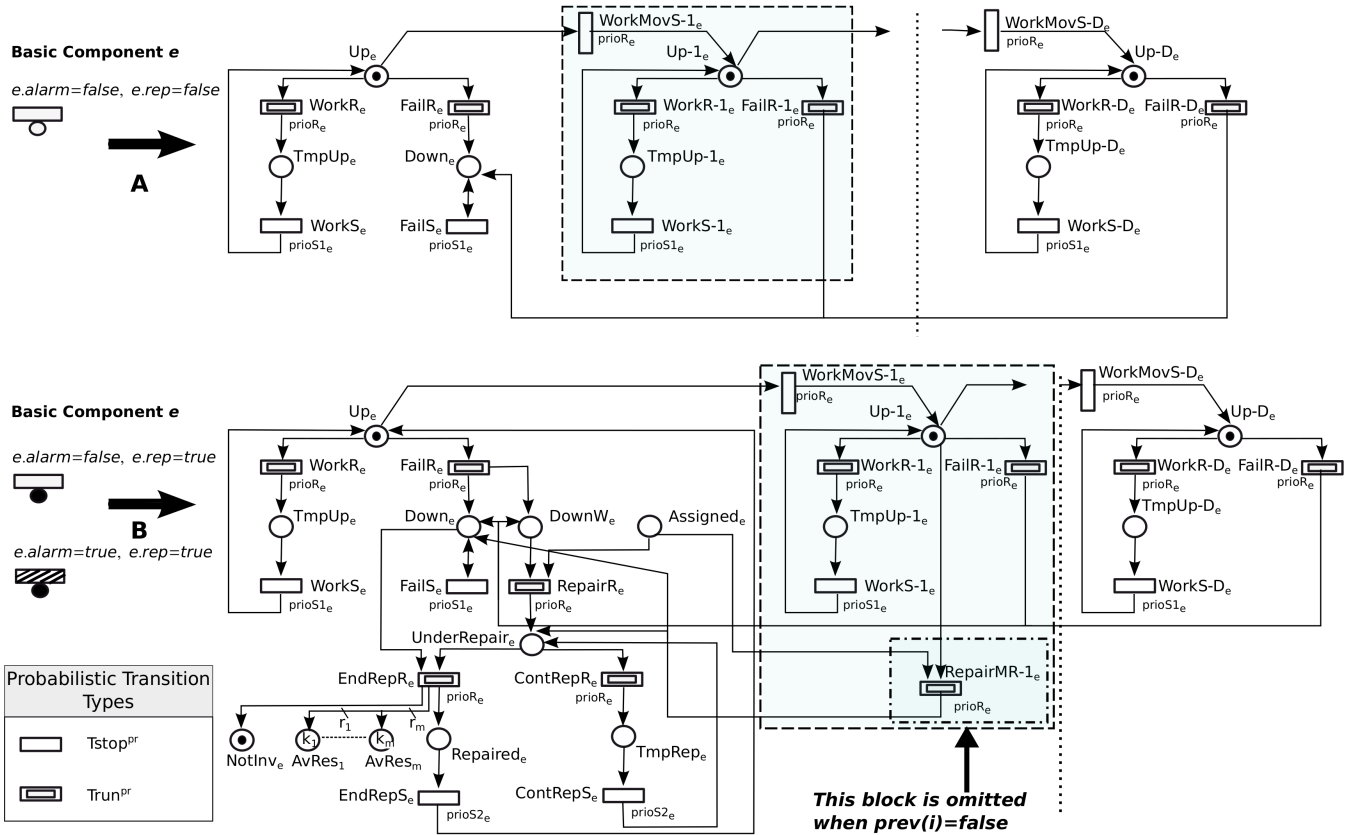 WorkMovS-1e
prioRe
WorkMovS-De
prioRe
Basic Component e
Upe
Up-1e
Up-De
e.alarm=false, e.rep=false
WorkRe
prioRe
FailRe
prioRe
WorkR-1e
prioRe
FailR-1e
prioRe
WorkR-De
prioRe
FailR-De
prioRe
TmpUpe
Downe
TmpUp-1e
TmpUp-De
A
WorkSe
prioS1e
FailSe
prioS1e
WorkS-1e
prioS1e
WorkS-De
prioS1e
WorkMovS-1e
prioRe
WorkMovS-De
prioRe
Basic Component e
Upe
Up-1e
Up-De
e.alarm=false, e.rep=true
WorkRe
prioRe
FailRe
prioRe
WorkR-1e
prioRe
FailR-1e
prioRe
WorkR-De
prioRe
FailR-De
prioRe
B
TmpUpe
Downe
DownWe
Assignede
TmpUp-1e
TmpUp-De
e.alarm=true, e.rep=true
WorkSe
prioS1e
FailSe
prioS1e
RepairRe
prioRe
WorkS-1e
prioS1e
WorkS-De
prioS1e
UnderRepaire
EndRepRe
prioRe
ContRepRe
prioRe
RepairMR-1e
prioRe
Probabilistic Transition
Types
Tstoppr
Trunpr
r1
rm
k1
km
NotInve
AvRes1
AvResm
Repairede
TmpRepe
EndRepSe
prioS2e
ContRepSe
prioS2e
This block is omitted
when prev(i)=false